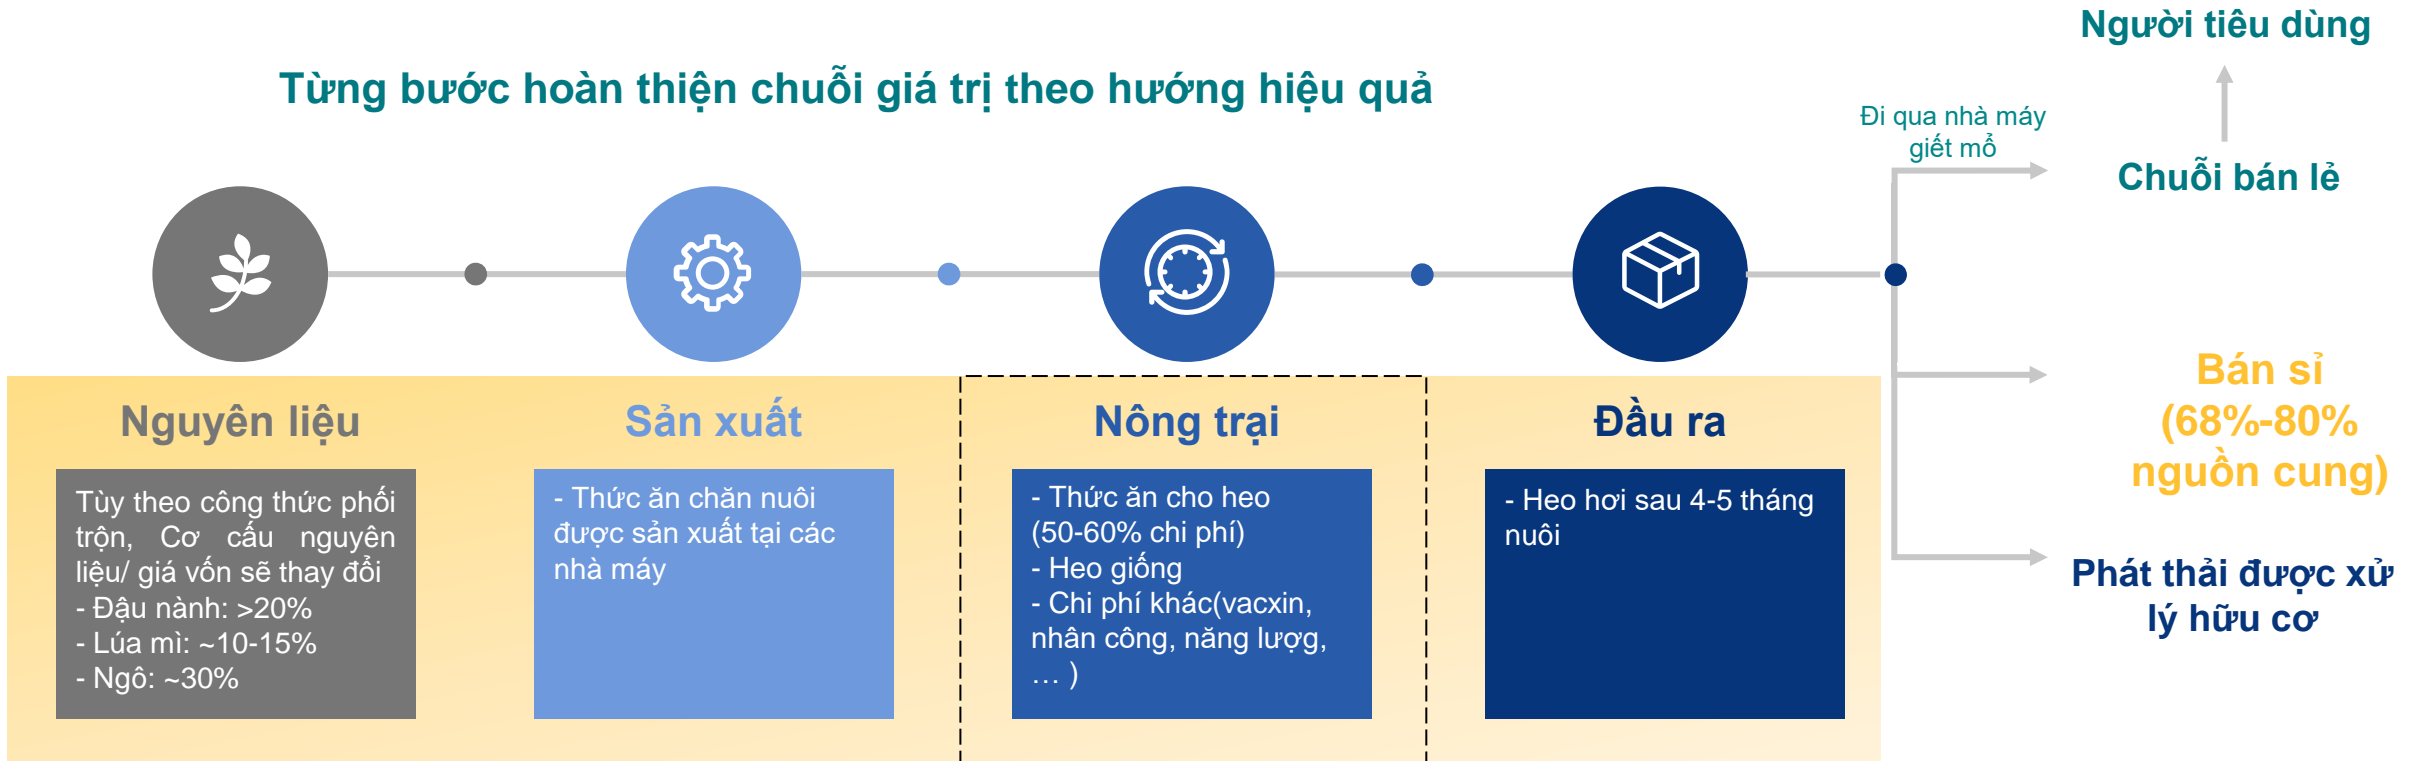 Từng bước hoàn thiện chuỗi giá trị theo hướng hiệu quả
Người tiêu dùng
Đi qua nhà máy
giết mổ
Chuỗi bán lẻ
Nguyên liệu
Tùy theo công thức phối
trộn, Cơ cấu nguyên
liệu/ giá vốn sẽ thay đổi
- Đậu nành: >20%
- Lúa mì: ~10-15%
- Ngô: ~30%
Sản xuất
- Thức ăn chăn nuôi
được sản xuất tại các
nhà máy
Nông trại
- Thức ăn cho heo
(50-60% chi phí)
- Heo giống
- Chi phí khác(vacxin,
nhân công, năng lượg,
… )
Đầu ra
- Heo hơi sau 4-5 tháng
nuôi
Bán sỉ
(68%-80%
nguồn cung)
Phát thải được xử
lý hữu cơ